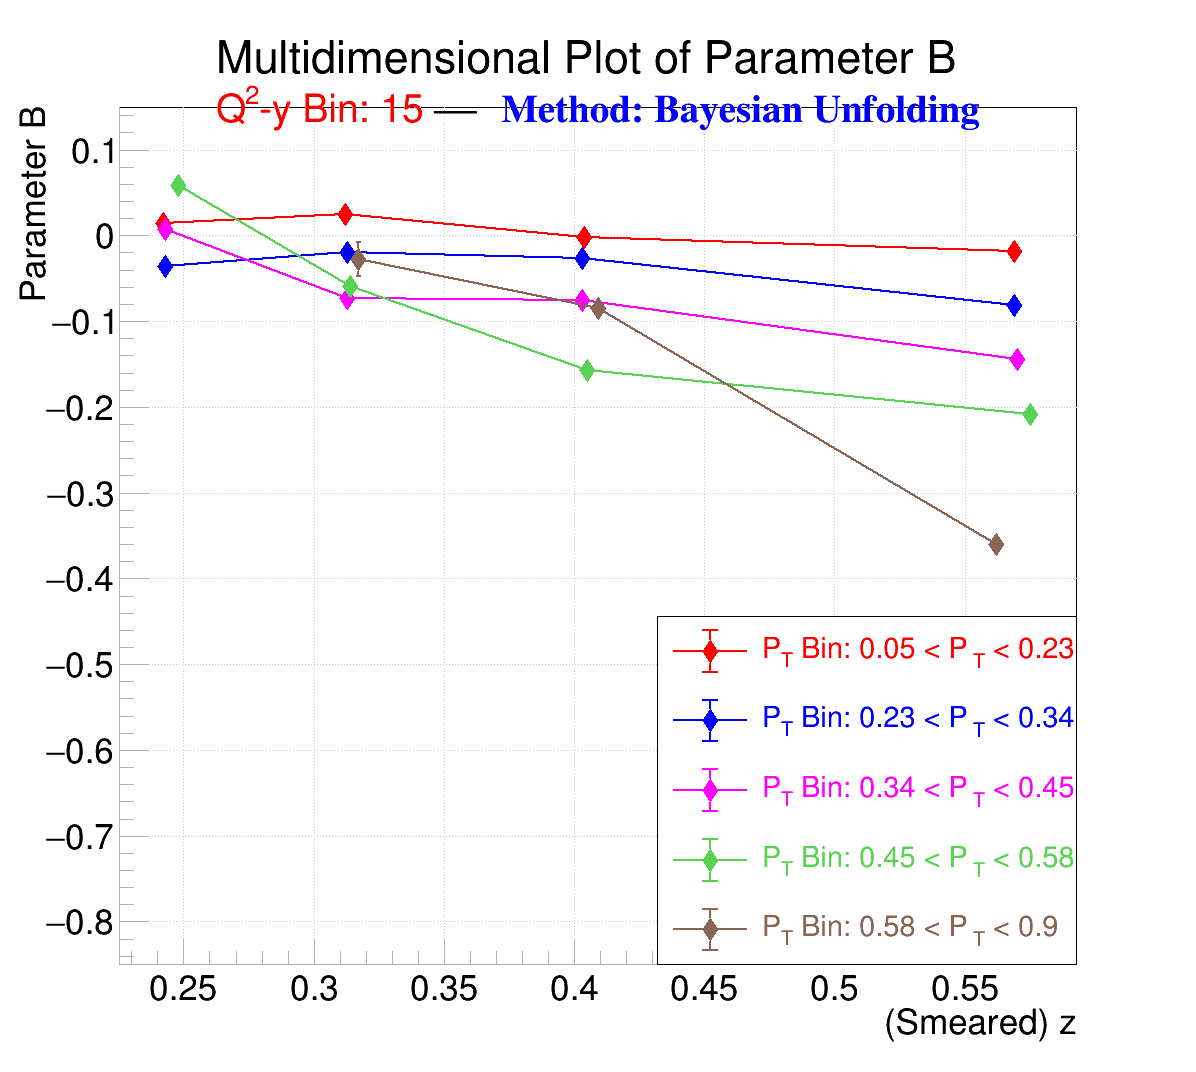 Multidimensional Plot of Parameter B
Q2-y Bin: 15 — Method: Bayesian Unfolding
Parameter B
0.1
0
−0.1
−0.2
−0.3
−0.4
−0.5
−0.6
−0.7
−0.8
PT Bin: 0.05 < PT < 0.23
PT Bin: 0.23 < PT < 0.34
PT Bin: 0.34 < PT < 0.45
PT Bin: 0.45 < PT < 0.58
PT Bin: 0.58 < PT < 0.9
0.25 0.3 0.35 0.4 0.45 0.5 0.55
(Smeared) z